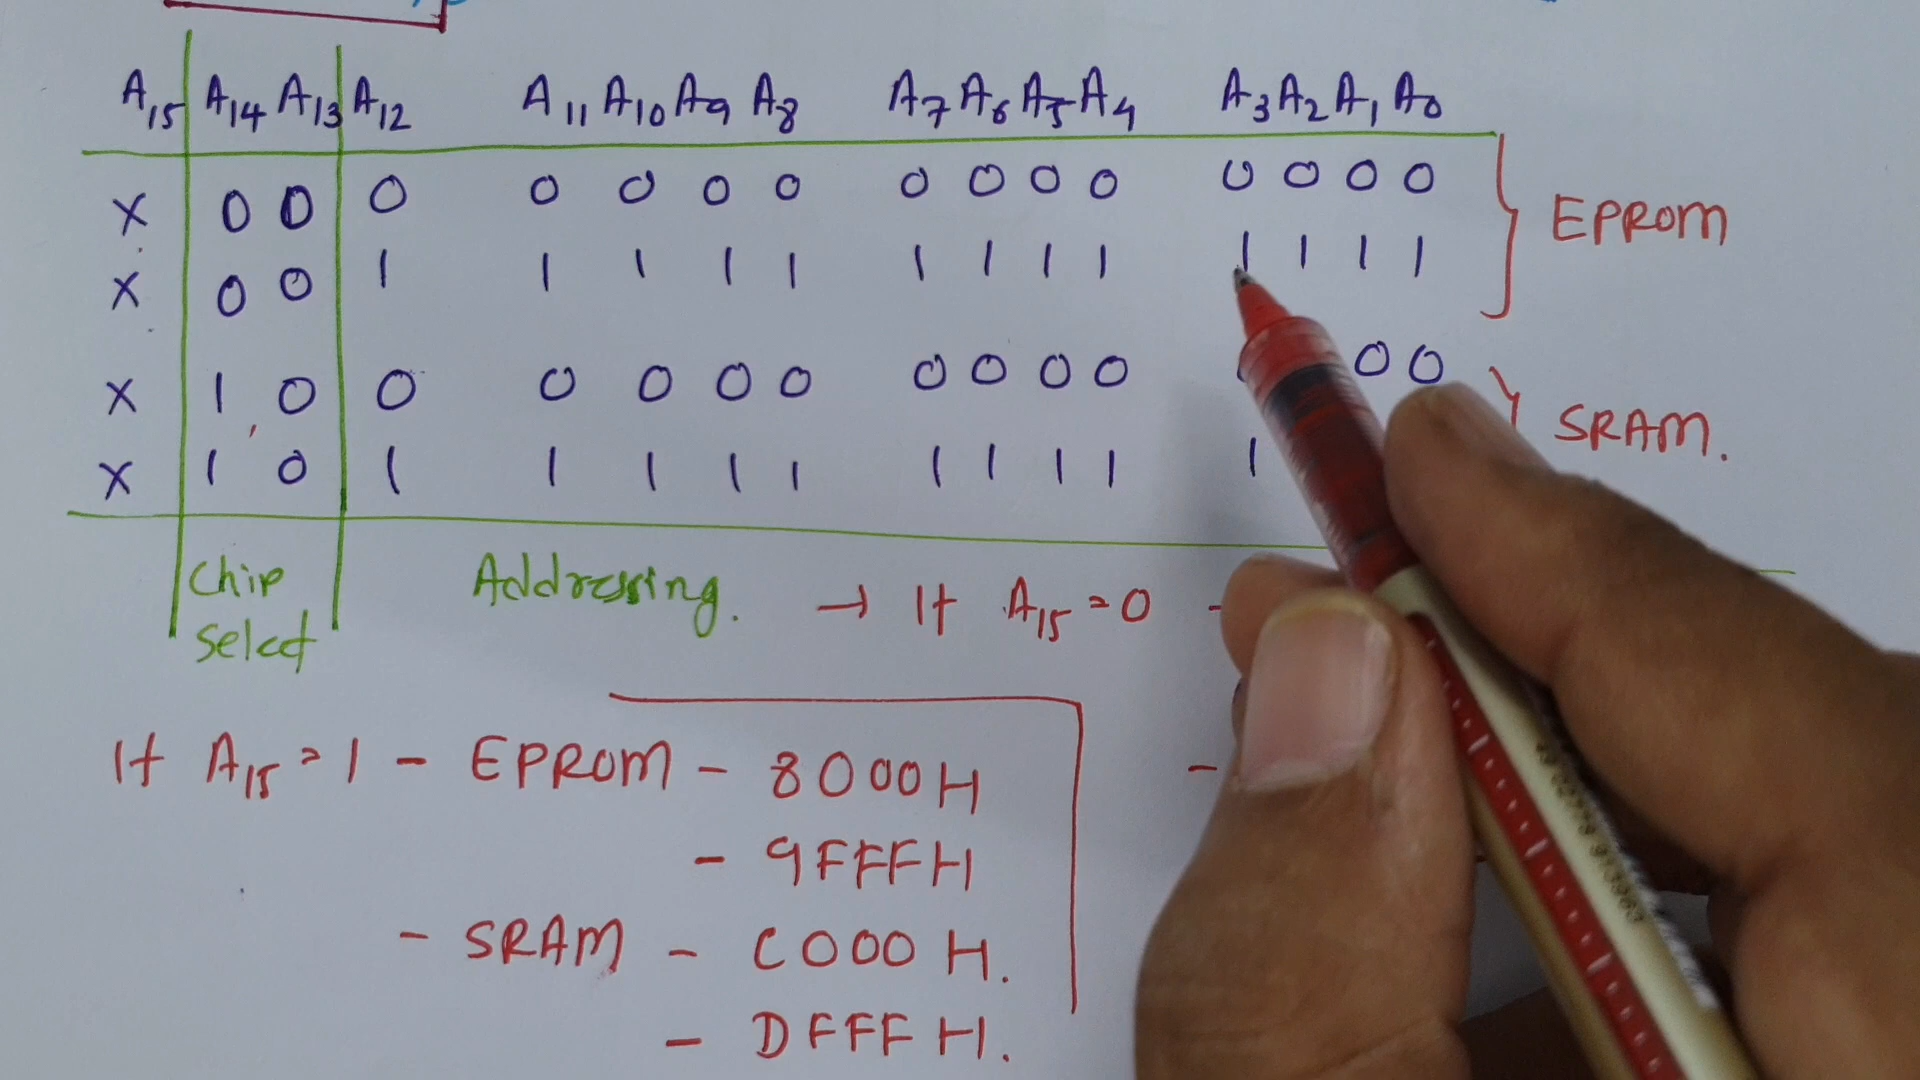 A15 A14 A13 A12 A11 A10 A9 A8 A7 A6 A5 A4 A3 A2 A1 A0
X 0 0 0 0 0 0 0 0 0 0 0 0 0 0 0 EPROM
X 0 0 1 1 1 1 1 1 1 1 1 1 1 1 1
X 1 0 0 0 0 0 0 0 0 0 0 0 0 SRAM.
X 1 0 1 1 1 1 1 1 1 1 1 1
Chip select
Addressing. → If A15 = 0 -
If A15 = 1 - EPROM - 8000H
- 9FFFH
- SRAM - C000 H.
- DFFF H.